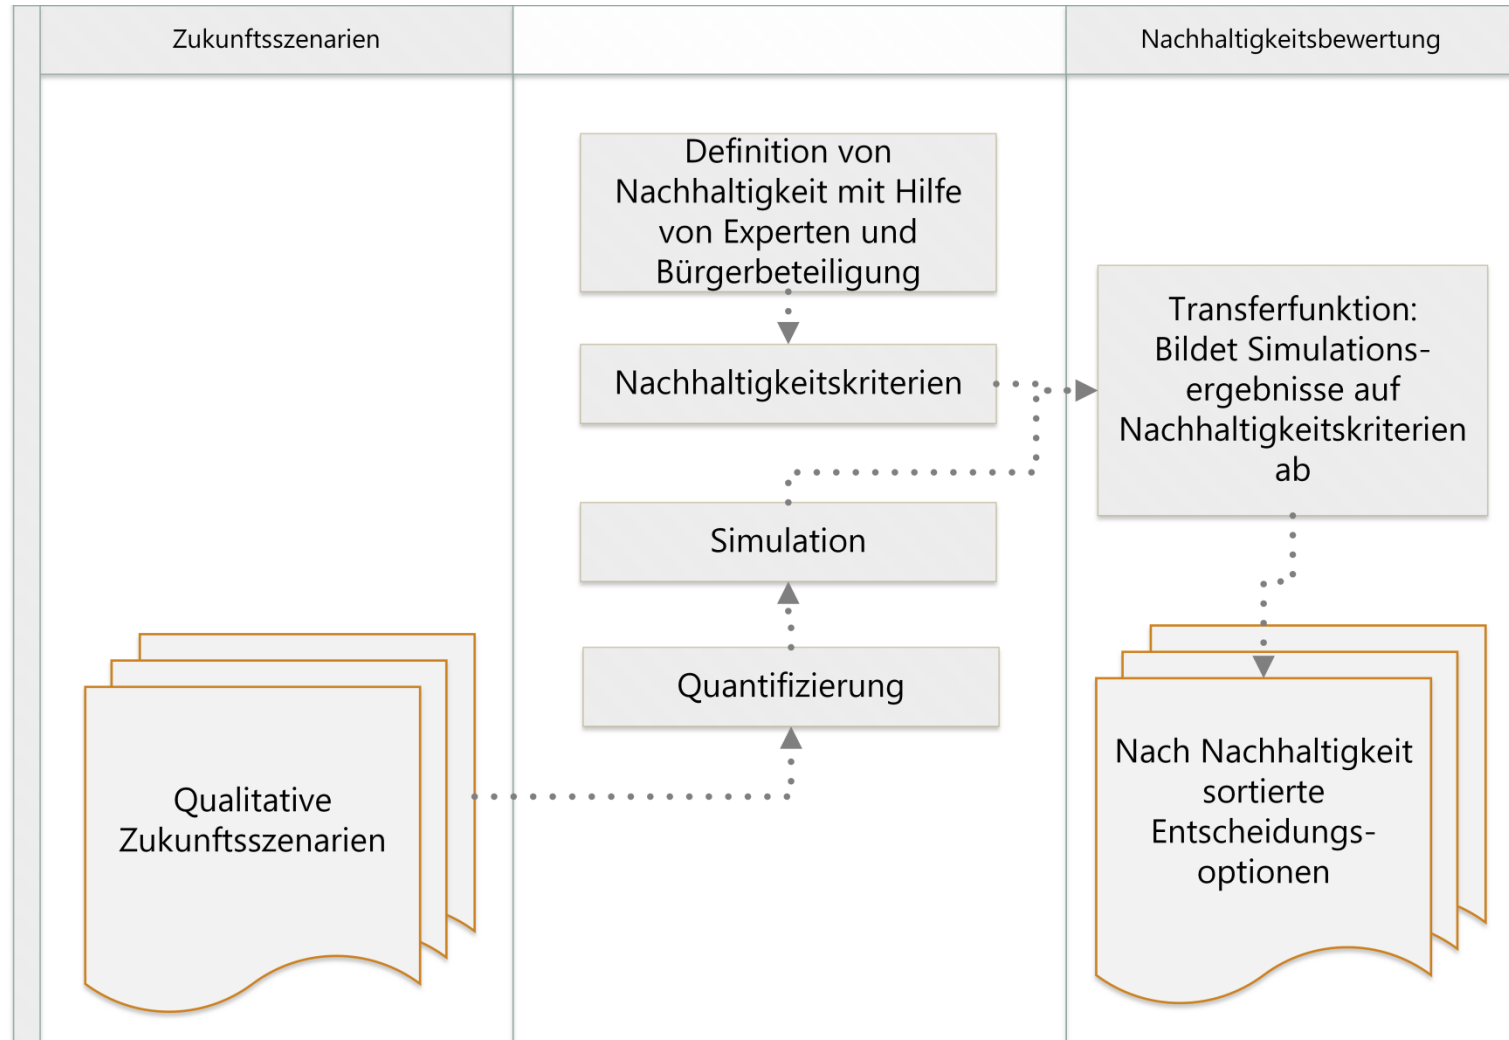 Zukunftsszenarien
Nachhaltigkeitsbewertung
Definition von
Nachhaltigkeit mit Hilfe
von Experten und
Bürgerbeteiligung
Nachhaltigkeitskriterien
Simulation
Quantifizierung
Qualitative
Zukunftsszenarien
Transferfunktion:
Bildet Simulations-
ergebnisse auf
Nachhaltigkeitskriterien
ab
Nach Nachhaltigkeit
sortierte
Entscheidungs-
optionen